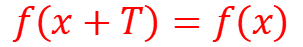 f(x + T) = f(x)